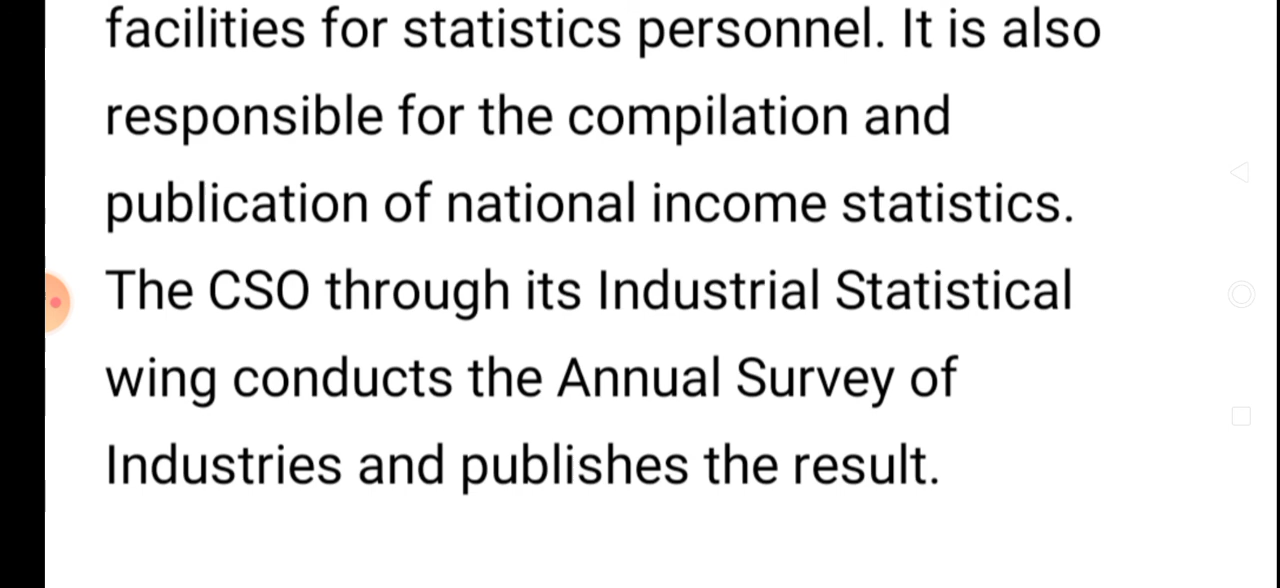 facilities for statistics personnel. It is also
responsible for the compilation and
publication of national income statistics.
The CSO through its Industrial Statistical
wing conducts the Annual Survey of
Industries and publishes the result.